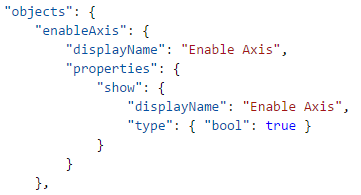 "objects": {
    "enableAxis": {
        "displayName": "Enable Axis",
        "properties": {
            "show": {
                "displayName": "Enable Axis",
                "type": { "bool": true }
            }
        }
    },